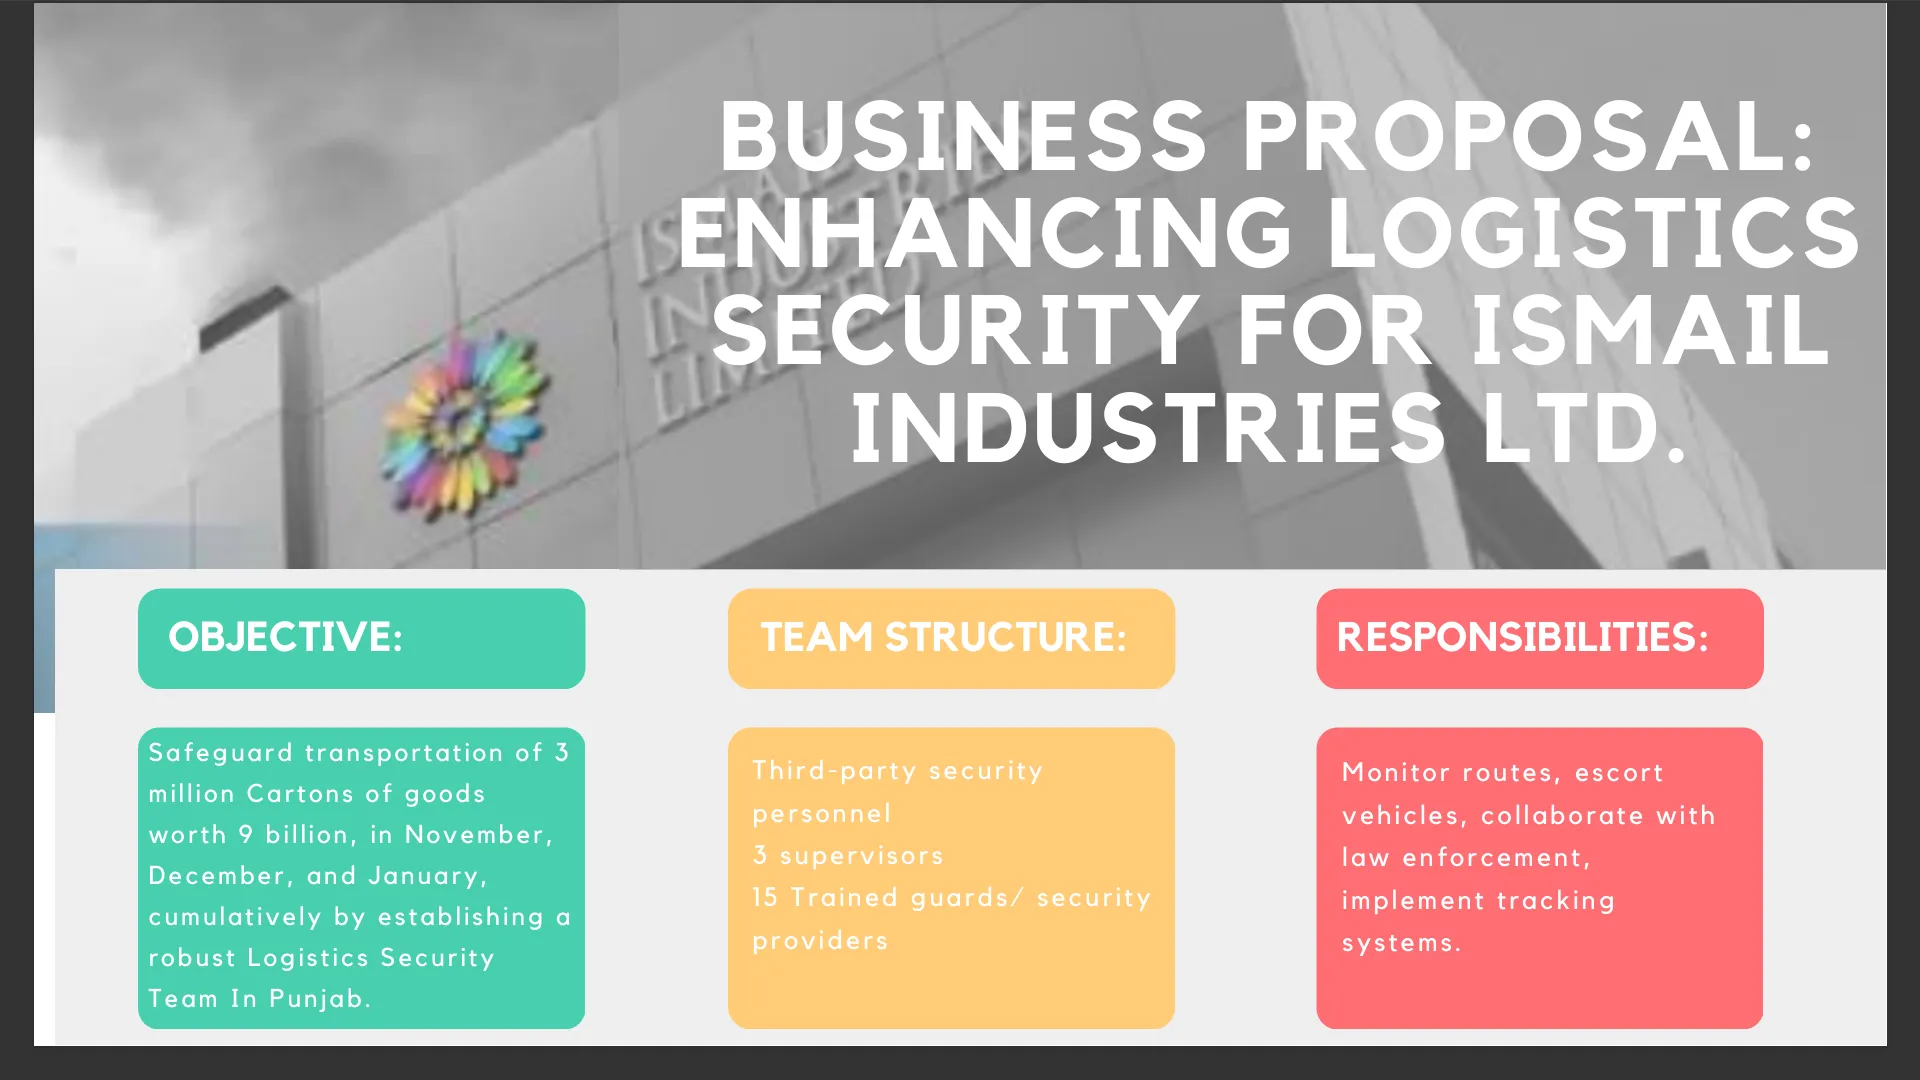 BUSINESS PROPOSAL:
ENHANCING LOGISTICS
SECURITY FOR ISMAIL
INDUSTRIES LTD.
ISMAIL
INDUSTRIES
LIMITED
OBJECTIVE:
Safeguard transportation of 3
million Cartons of goods
worth 9 billion, in November,
December, and January,
cumulatively by establishing a
robust Logistics Security
Team In Punjab.
TEAM STRUCTURE:
Third-party security
personnel
3 supervisors
15 Trained guards/ security
providers
RESPONSIBILITIES:
Monitor routes, escort
vehicles, collaborate with
law enforcement,
implement tracking
systems.